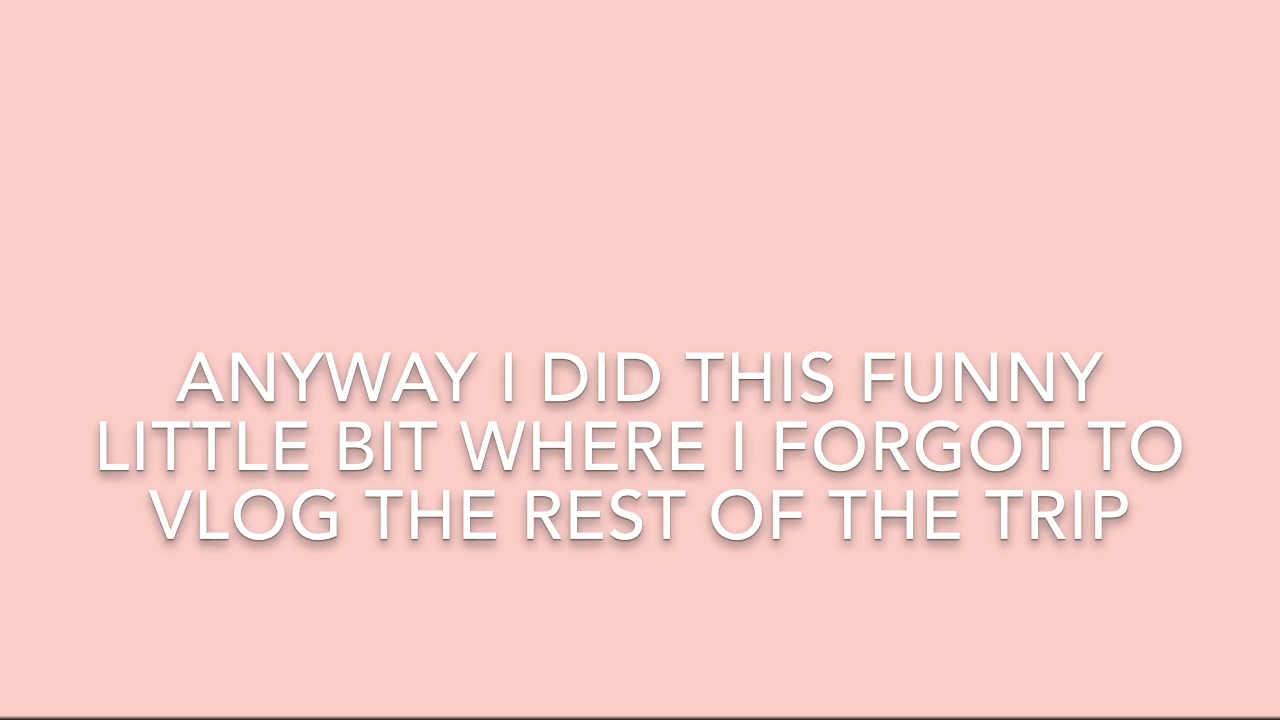 ANYWAY I DID THIS FUNNY
LITTLE BIT WHERE I FORGOT TO
VLOG THE REST OF THE TRIP